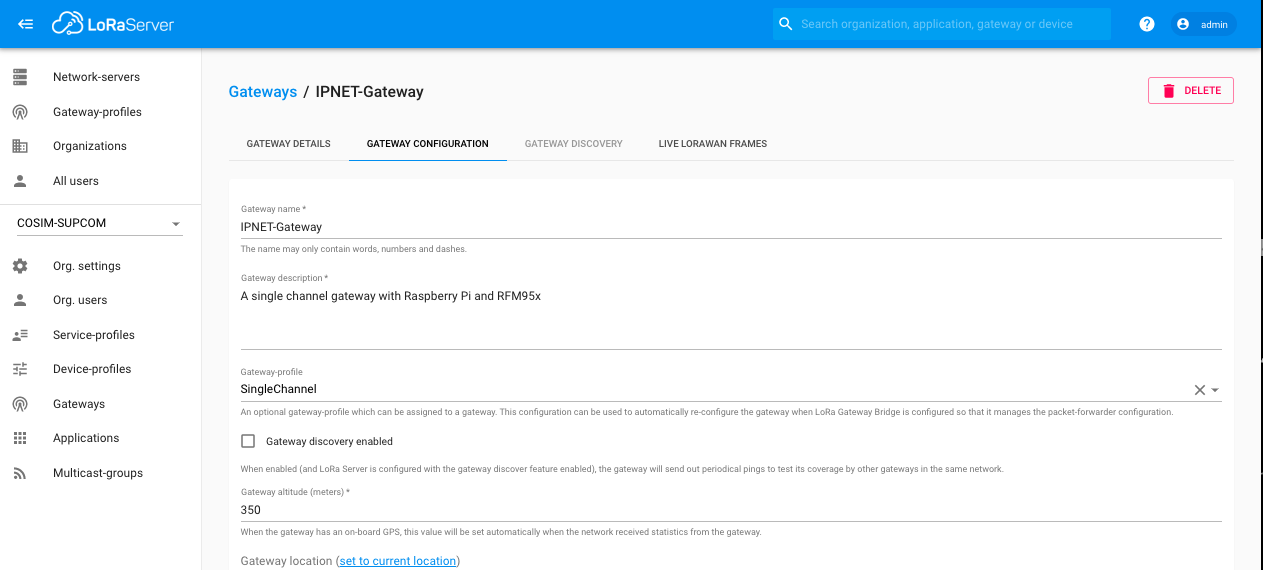 LoRaServer
Search organization, application, gateway or device
admin
Network-servers
Gateway-profiles
Organizations
All users
COSIM-SUPCOM
Org. settings
Org. users
Service-profiles
Device-profiles
Gateways
Applications
Multicast-groups
Gateways / IPNET-Gateway
DELETE
GATEWAY DETAILS
GATEWAY CONFIGURATION
GATEWAY DISCOVERY
LIVE LORAWAN FRAMES
Gateway name *
IPNET-Gateway
The name may only contain words, numbers and dashes.
Gateway description *
A single channel gateway with Raspberry Pi and RFM95x
Gateway-profile
SingleChannel
An optional gateway-profile which can be assigned to a gateway. This configuration can be used to automatically re-configure the gateway when LoRa Gateway Bridge is configured so that it manages the packet-forwarder configuration.
Gateway discovery enabled
When enabled (and LoRa Server is configured with the gateway discover feature enabled), the gateway will send out periodical pings to test its coverage by other gateways in the same network.
Gateway altitude (meters) *
350
When the gateway has an on-board GPS, this value will be set automatically when the network received statistics from the gateway.
Gateway location (set to current location)